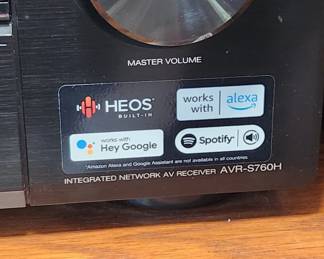 MASTER VOLUME
HEOS
BUILT-IN
works with alexa
works with
Hey Google
Spotify
*Amazon Alexa and Google Assistant are not available in all countries.
INTEGRATED NETWORK AV RECEIVER AVR-S760H